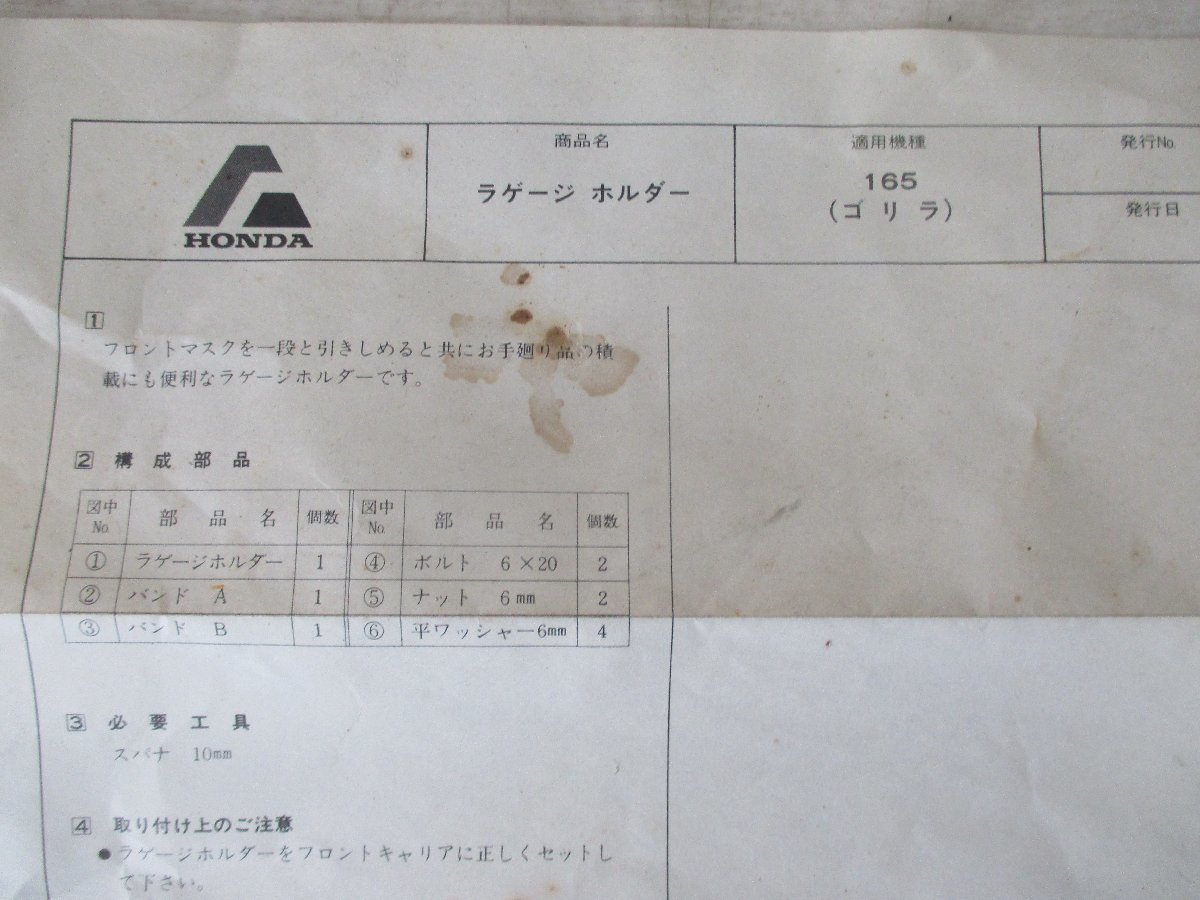 HONDA
商品名
ラゲージ ホルダー
適用機種
165
(ゴリラ)
発行No.
発行日
1
フロントマスクを一段と引きしめると共にお手廻り品の積
載にも便利なラゲージホルダーです。
2 構成部品
図中No. 部品名 個数 図中No. 部品名 個数
① ラゲージホルダー 1 ④ ボルト 6×20 2
② バンド A 1 ⑤ ナット 6mm 2
③ バンド B 1 ⑥ 平ワッシャー6mm 4
3 必要工具
スパナ 10mm
4 取り付け上のご注意
●ラゲージホルダーをフロントキャリアに正しくセットし
て下さい。